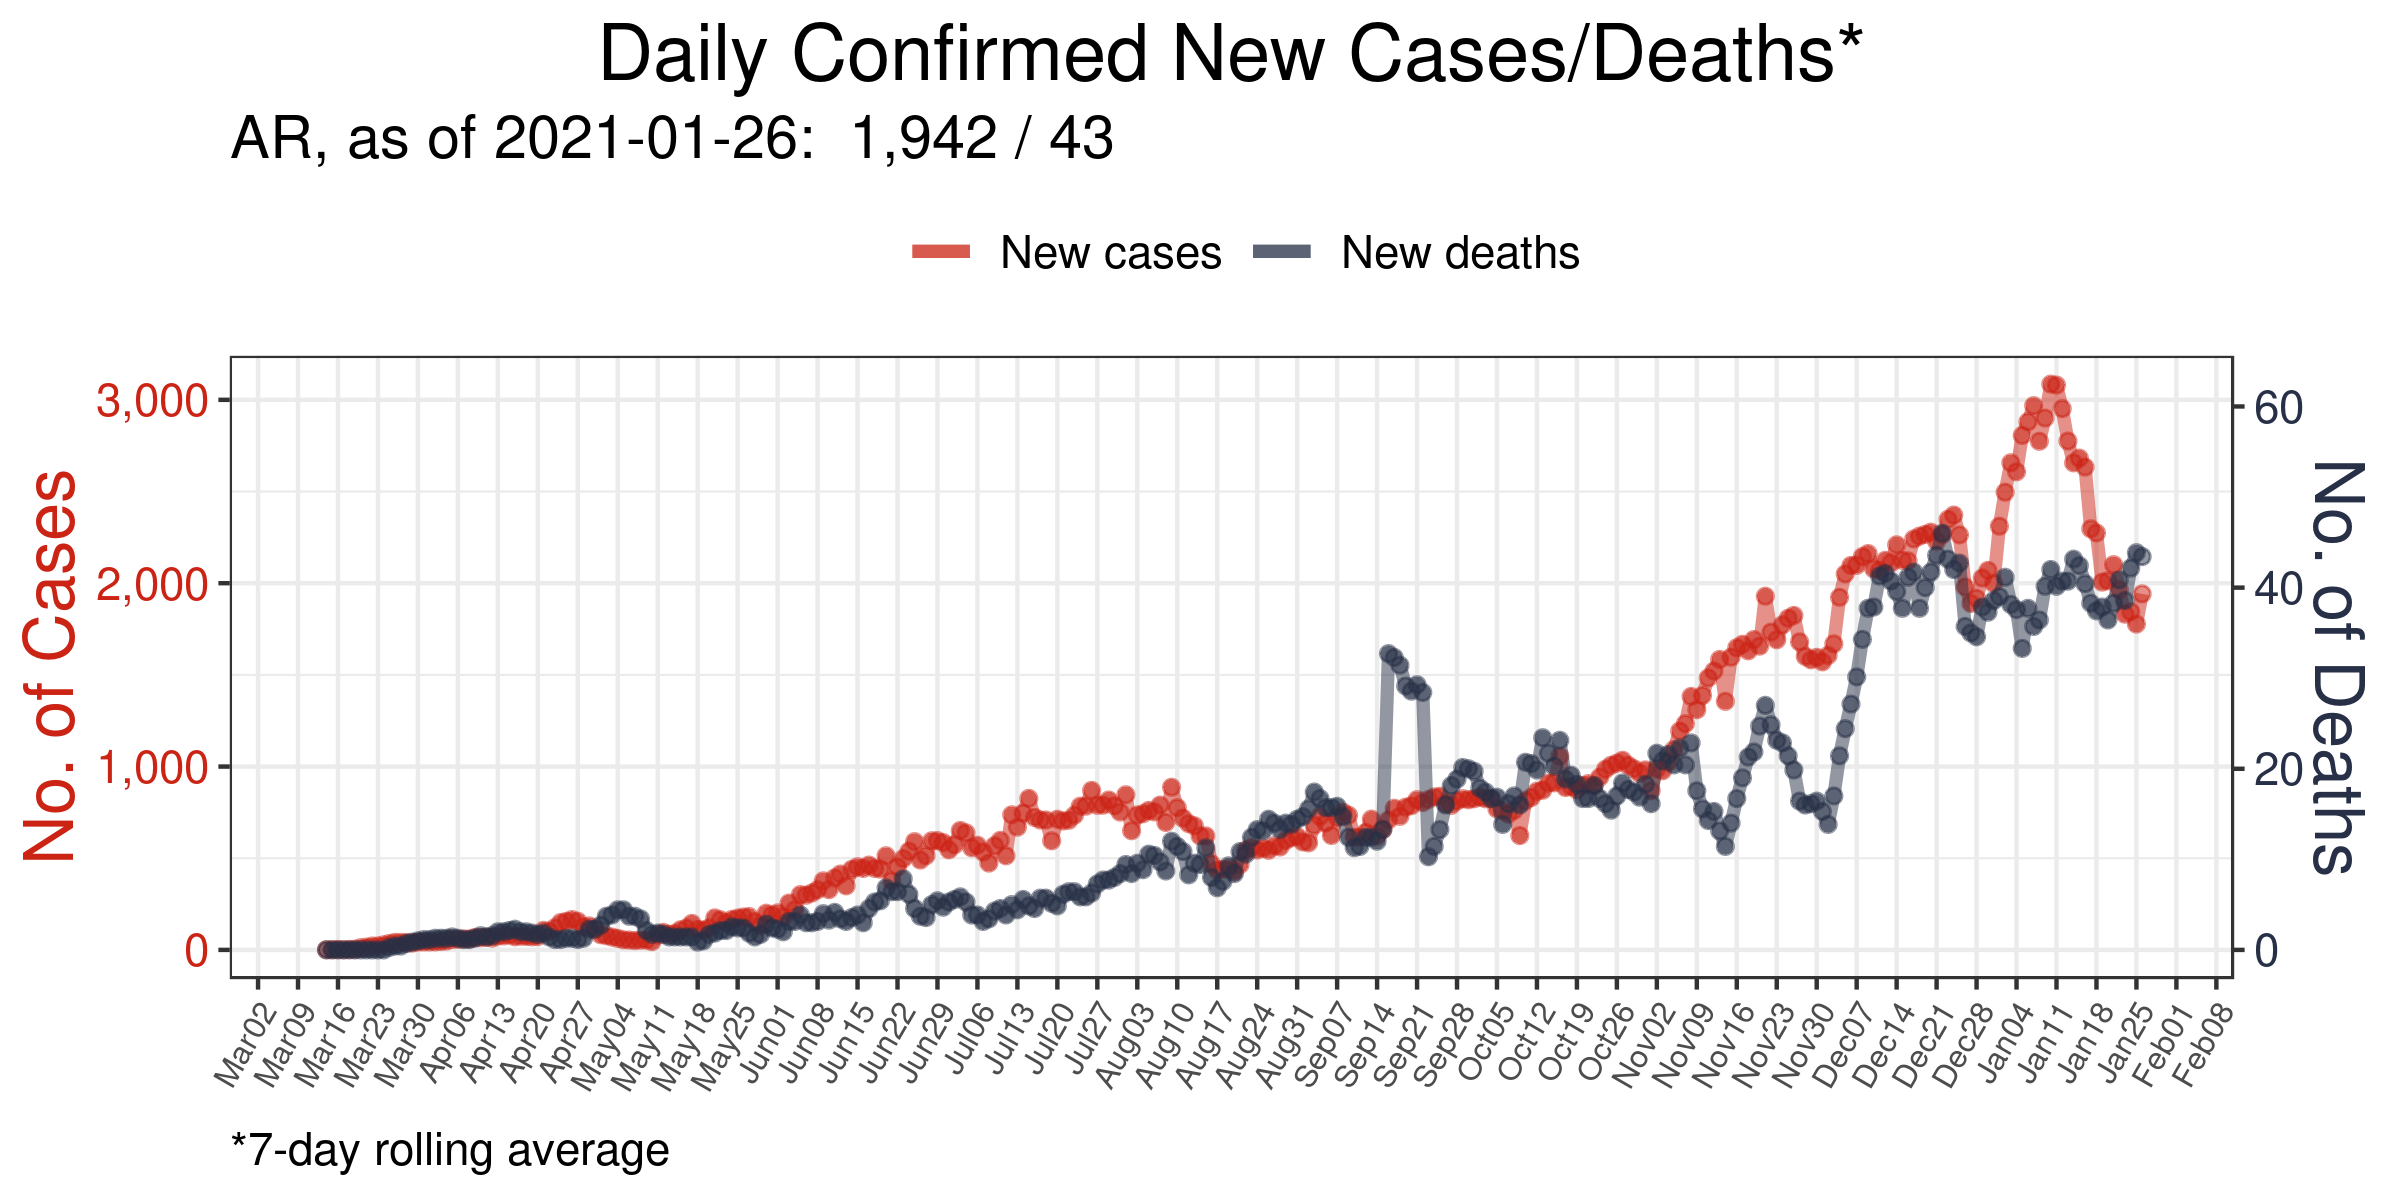 Daily Confirmed New Cases/Deaths*
AR, as of 2021-01-26:  1,942 / 43
New cases
New deaths
No. of Cases
3,000
2,000
1,000
0
60
40
20
0
No. of Deaths
Mar02
Mar09
Mar16
Mar23
Mar30
Apr06
Apr13
Apr20
Apr27
May04
May11
May18
May25
Jun01
Jun08
Jun15
Jun22
Jun29
Jul06
Jul13
Jul20
Jul27
Aug03
Aug10
Aug17
Aug24
Aug31
Sep07
Sep14
Sep21
Sep28
Oct05
Oct12
Oct19
Oct26
Nov02
Nov09
Nov16
Nov23
Nov30
Dec07
Dec14
Dec21
Dec28
Jan04
Jan11
Jan18
Jan25
Feb01
Feb08
*7-day rolling average